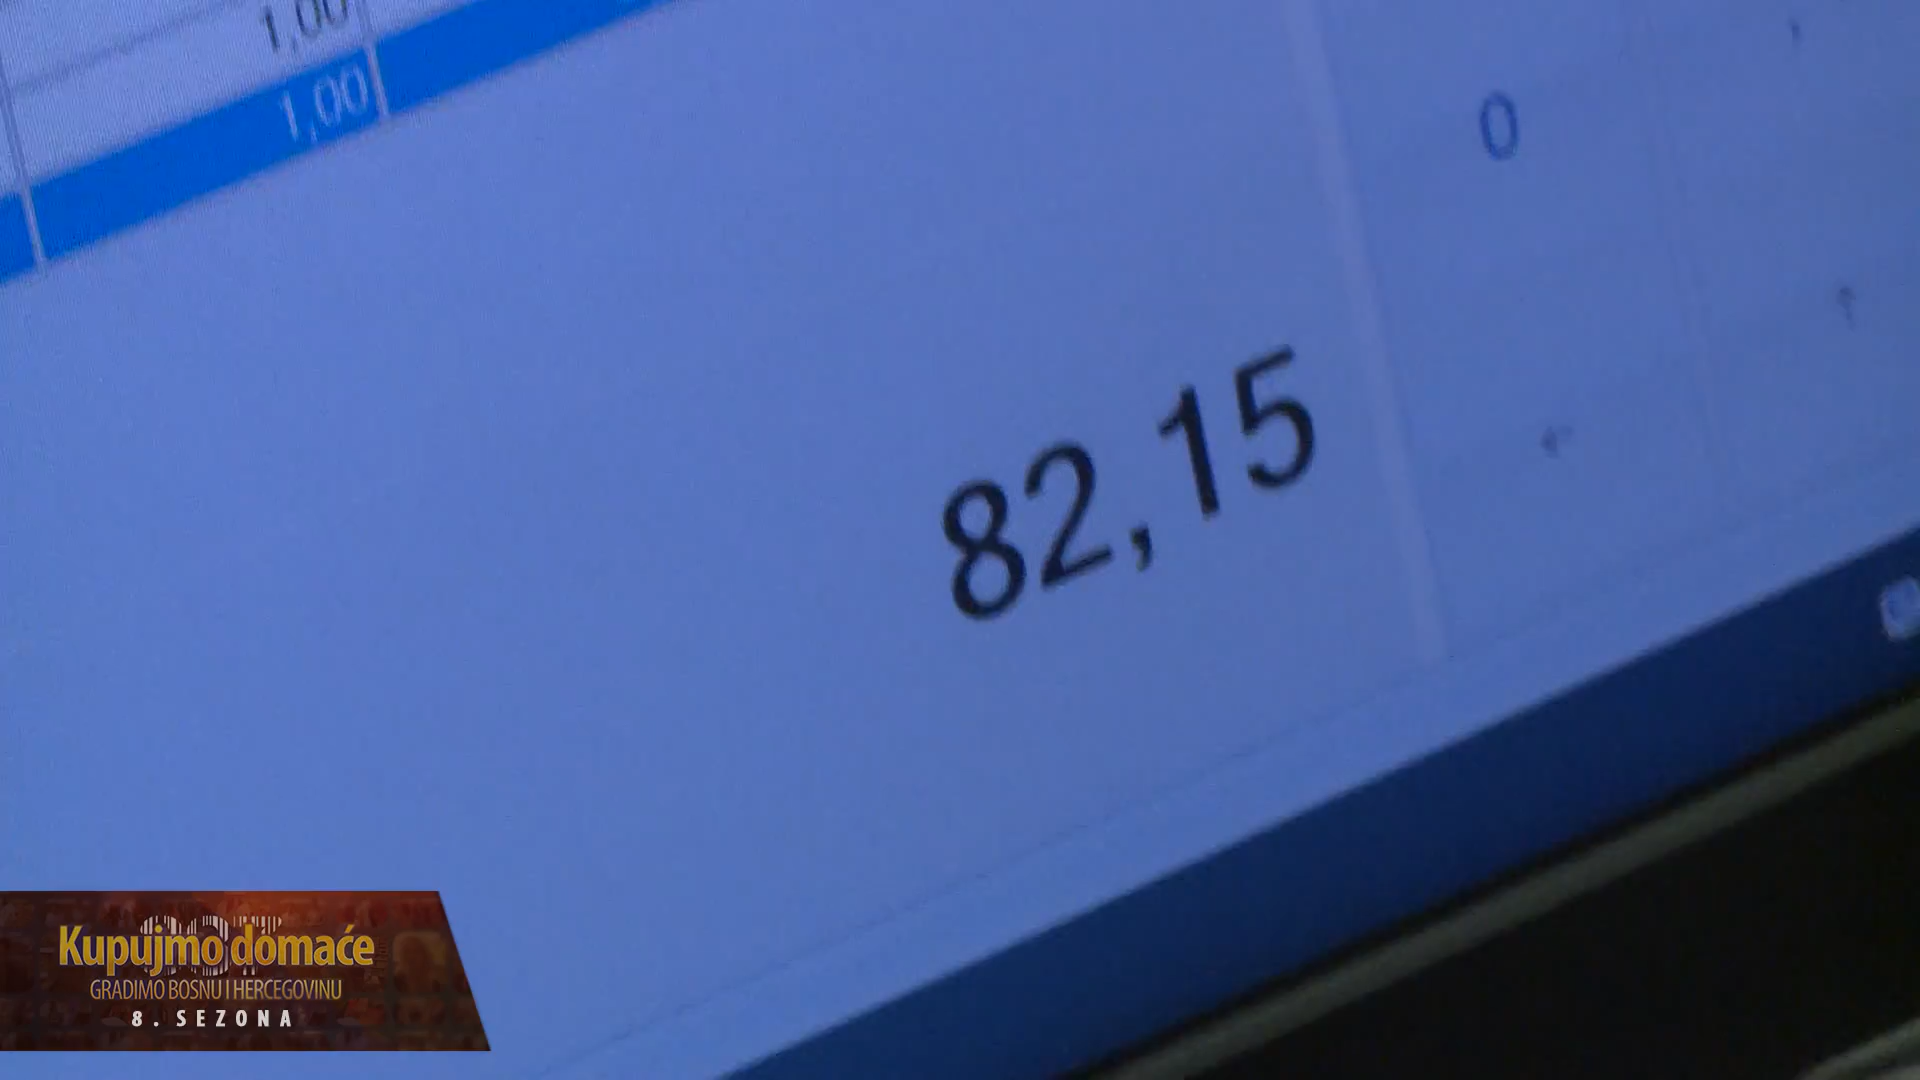 1,00
1,00
0
82,15
Kupujmo domaće
GRADIMO BOSNU I HERCEGOVINU
8. SEZONA